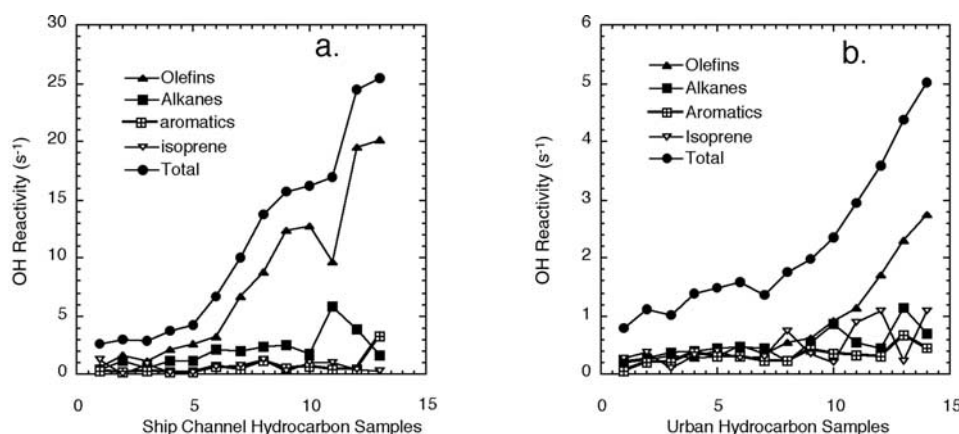 a.
OH Reactivity (s-1)
30
25
20
15
10
5
0
Olefins
Alkanes
aromatics
isoprene
Total
0
5
10
15
Ship Channel Hydrocarbon Samples
b.
OH Reactivity (s-1)
6
5
4
3
2
1
0
Olefins
Alkanes
Aromatics
Isoprene
Total
0
5
10
15
Urban Hydrocarbon Samples